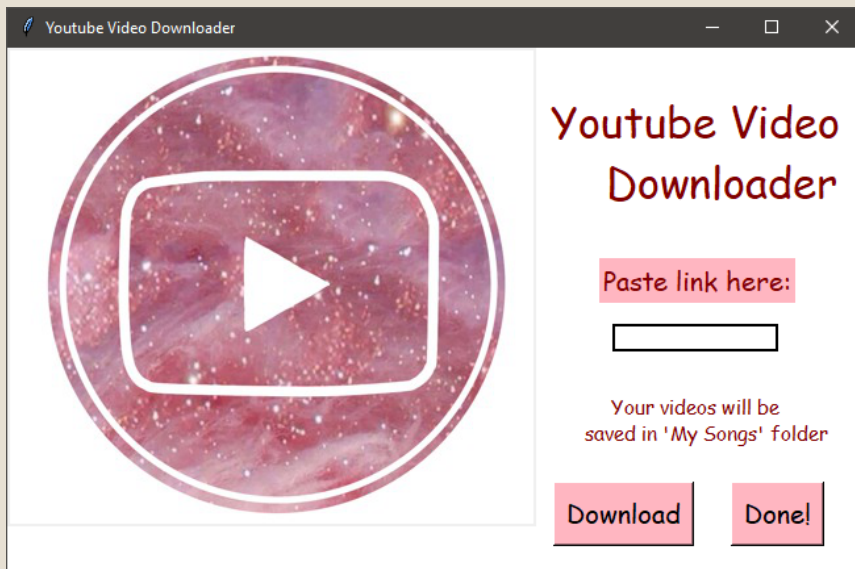 Youtube Video Downloader
Youtube Video
Downloader
Paste link here:
Your videos will be
saved in 'My Songs' folder
Download
Done!